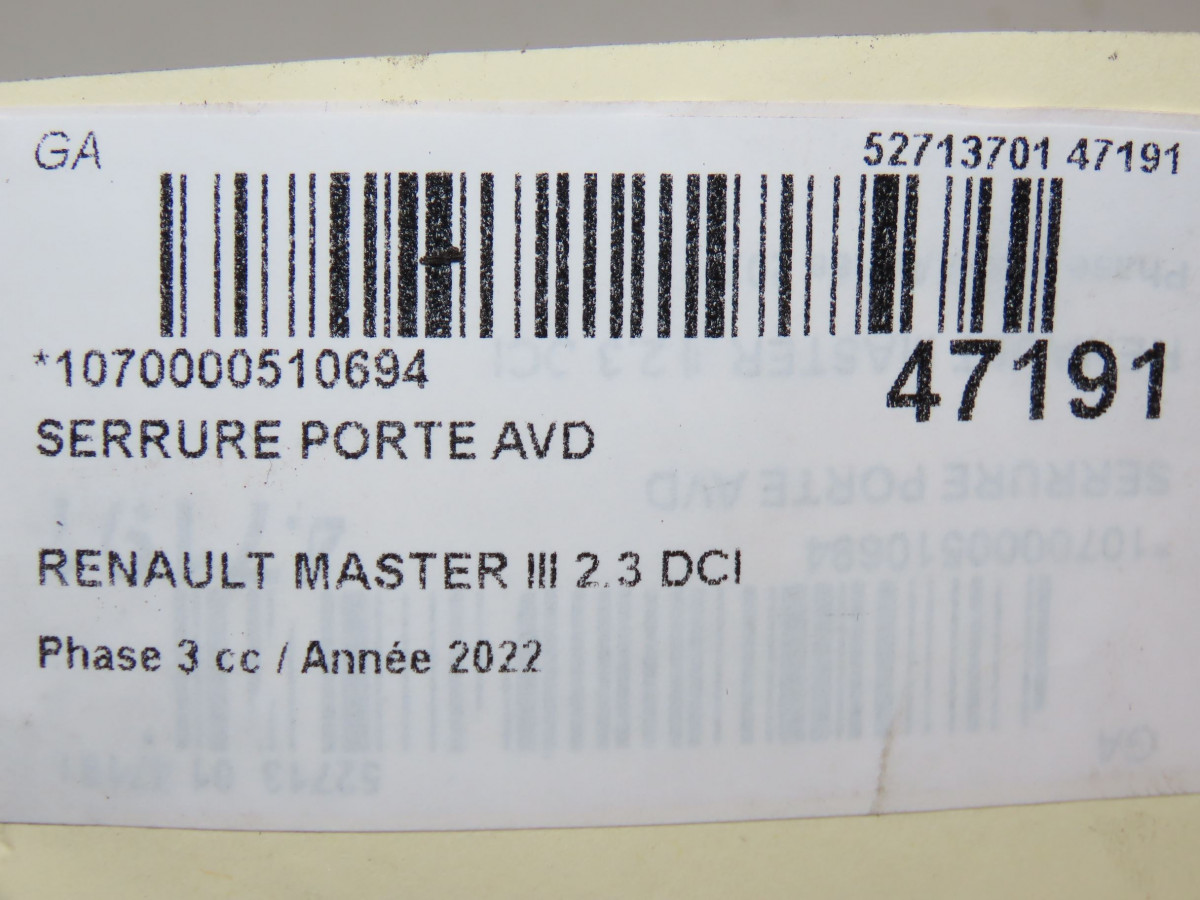 GA
52713701 47191
*1070000510694
47191
SERRURE PORTE AVD
RENAULT MASTER III 2.3 DCI
Phase 3 cc / Année 2022